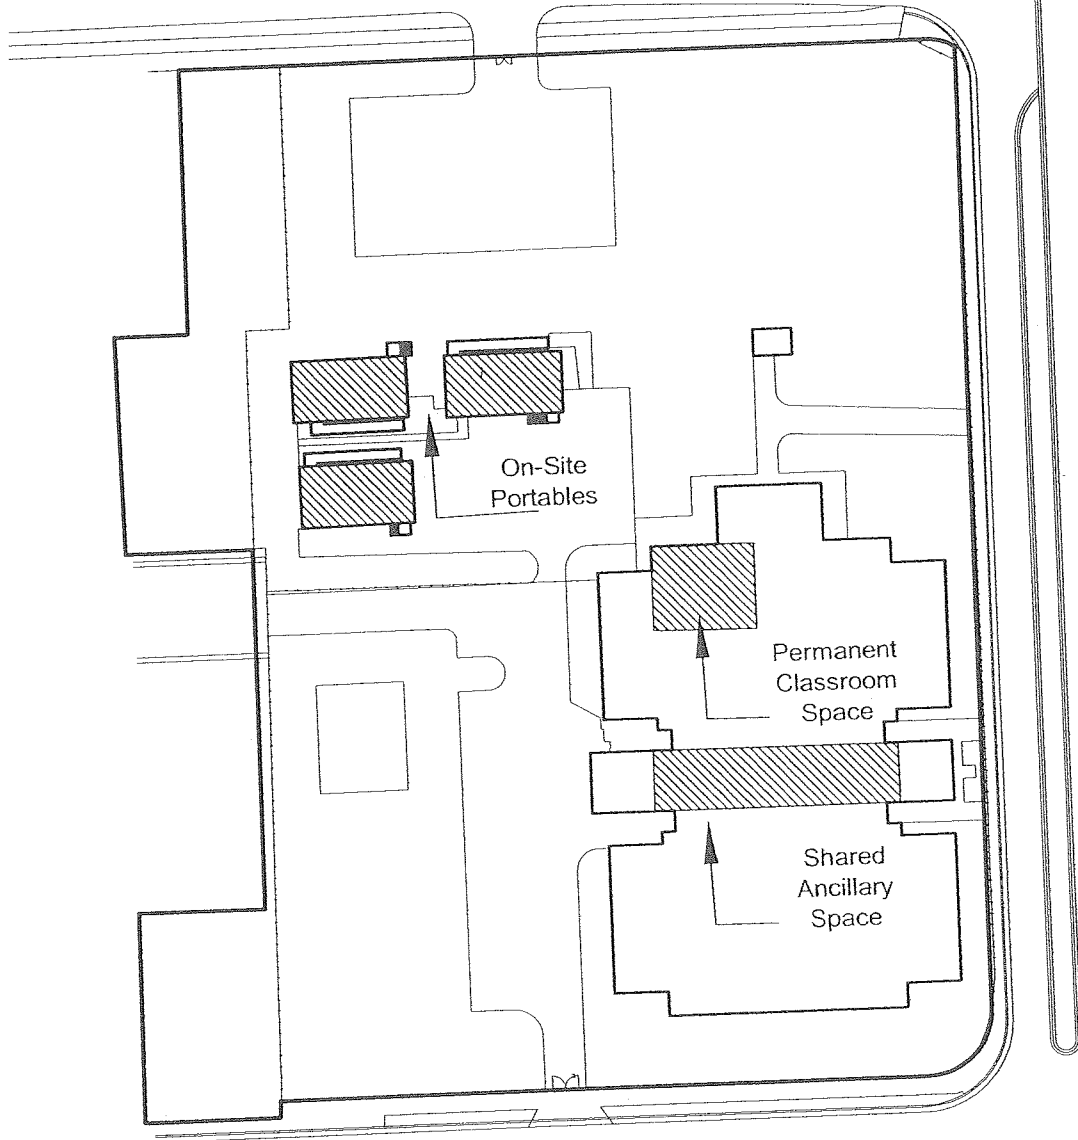 On-Site
Portables
Permanent
Classroom
Space
Shared
Ancillary
Space